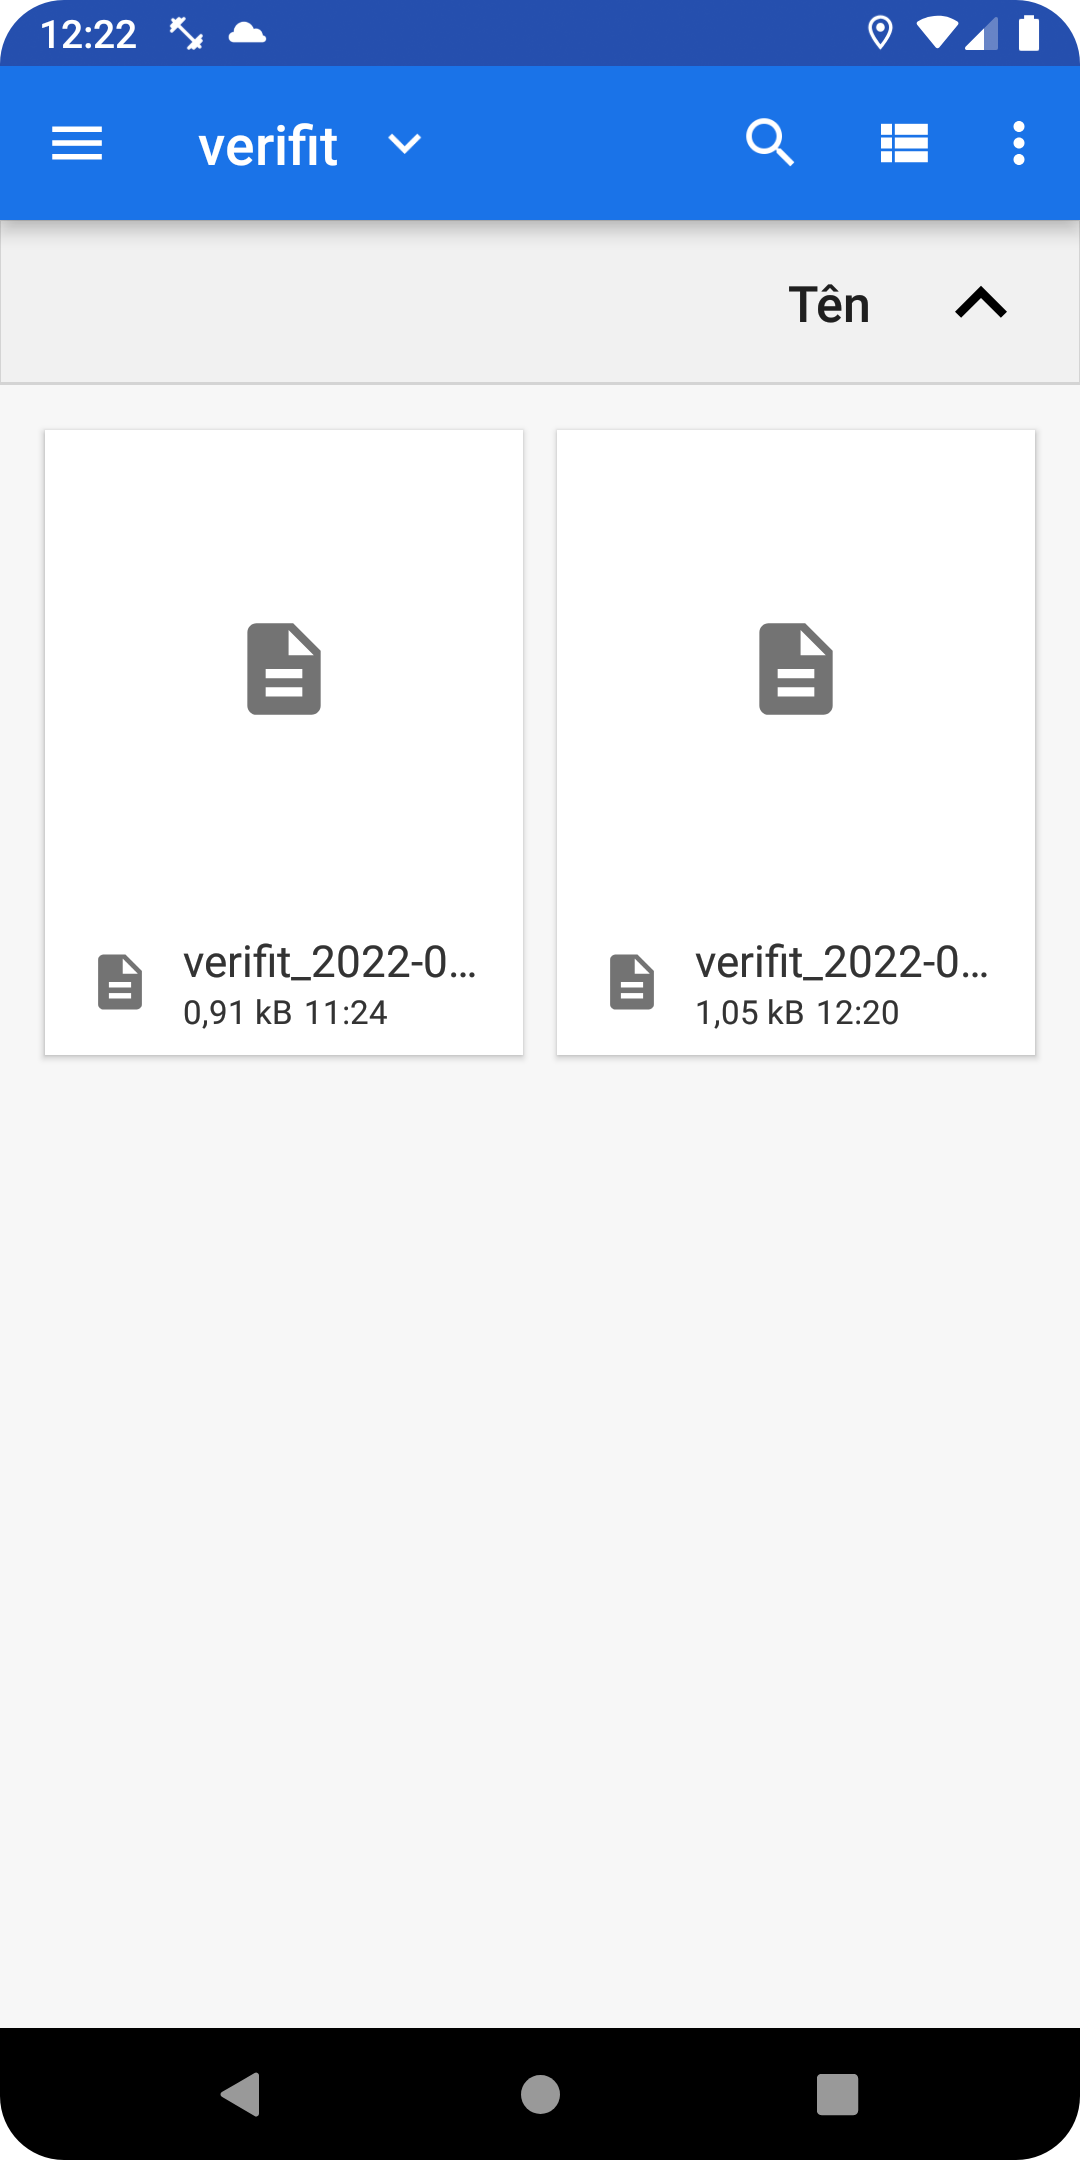 12:22
verifit
Tên
verifit_2022-0...
0,91 kB 11:24
verifit_2022-0...
1,05 kB 12:20